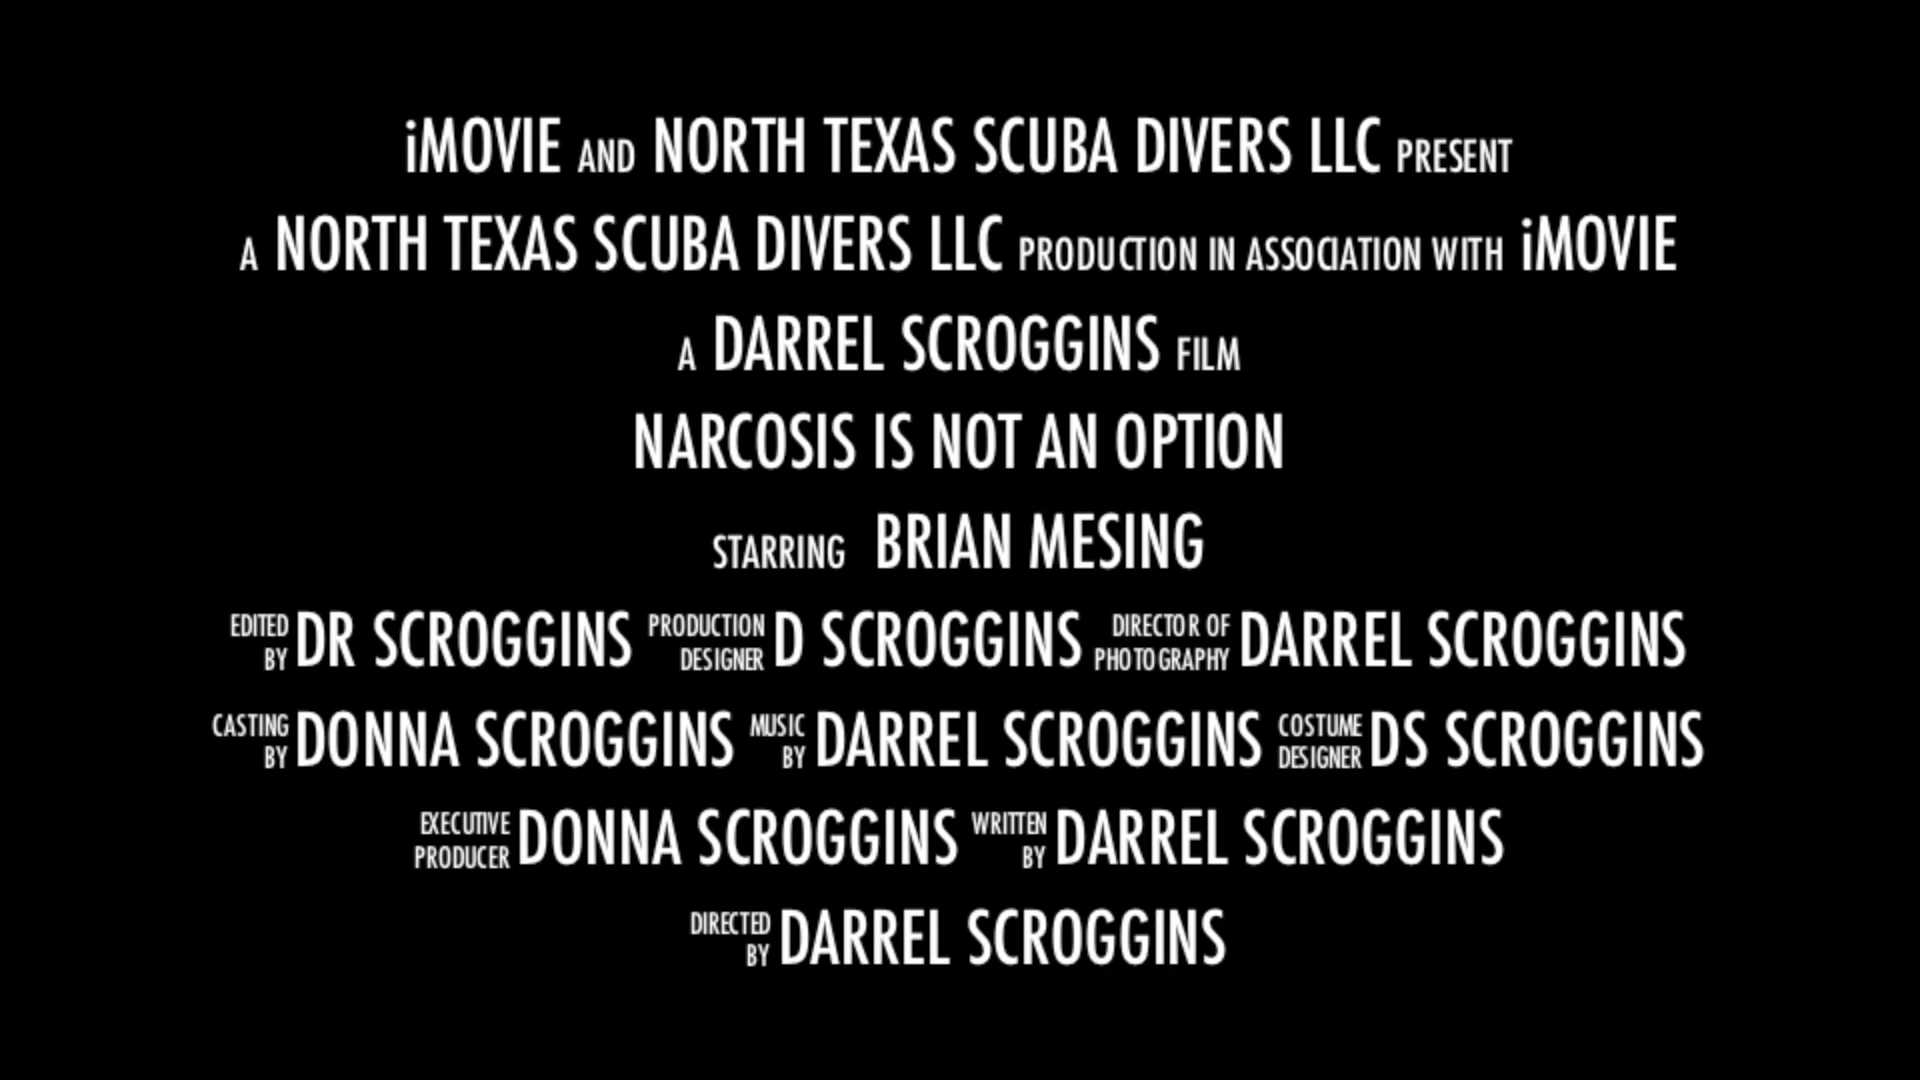 iMOVIE AND NORTH TEXAS SCUBA DIVERS LLC PRESENT
A NORTH TEXAS SCUBA DIVERS LLC PRODUCTION IN ASSOCIATION WITH iMOVIE
A DARREL SCROGGINS FILM
NARCOSIS IS NOT AN OPTION
STARRING BRIAN MESING
EDITED BY DR SCROGGINS PRODUCTION DESIGNER D SCROGGINS DIRECTOR OF PHOTOGRAPHY DARREL SCROGGINS
CASTING BY DONNA SCROGGINS MUSIC BY DARREL SCROGGINS COSTUME DESIGNER DS SCROGGINS
EXECUTIVE PRODUCER DONNA SCROGGINS WRITTEN BY DARREL SCROGGINS
DIRECTED BY DARREL SCROGGINS